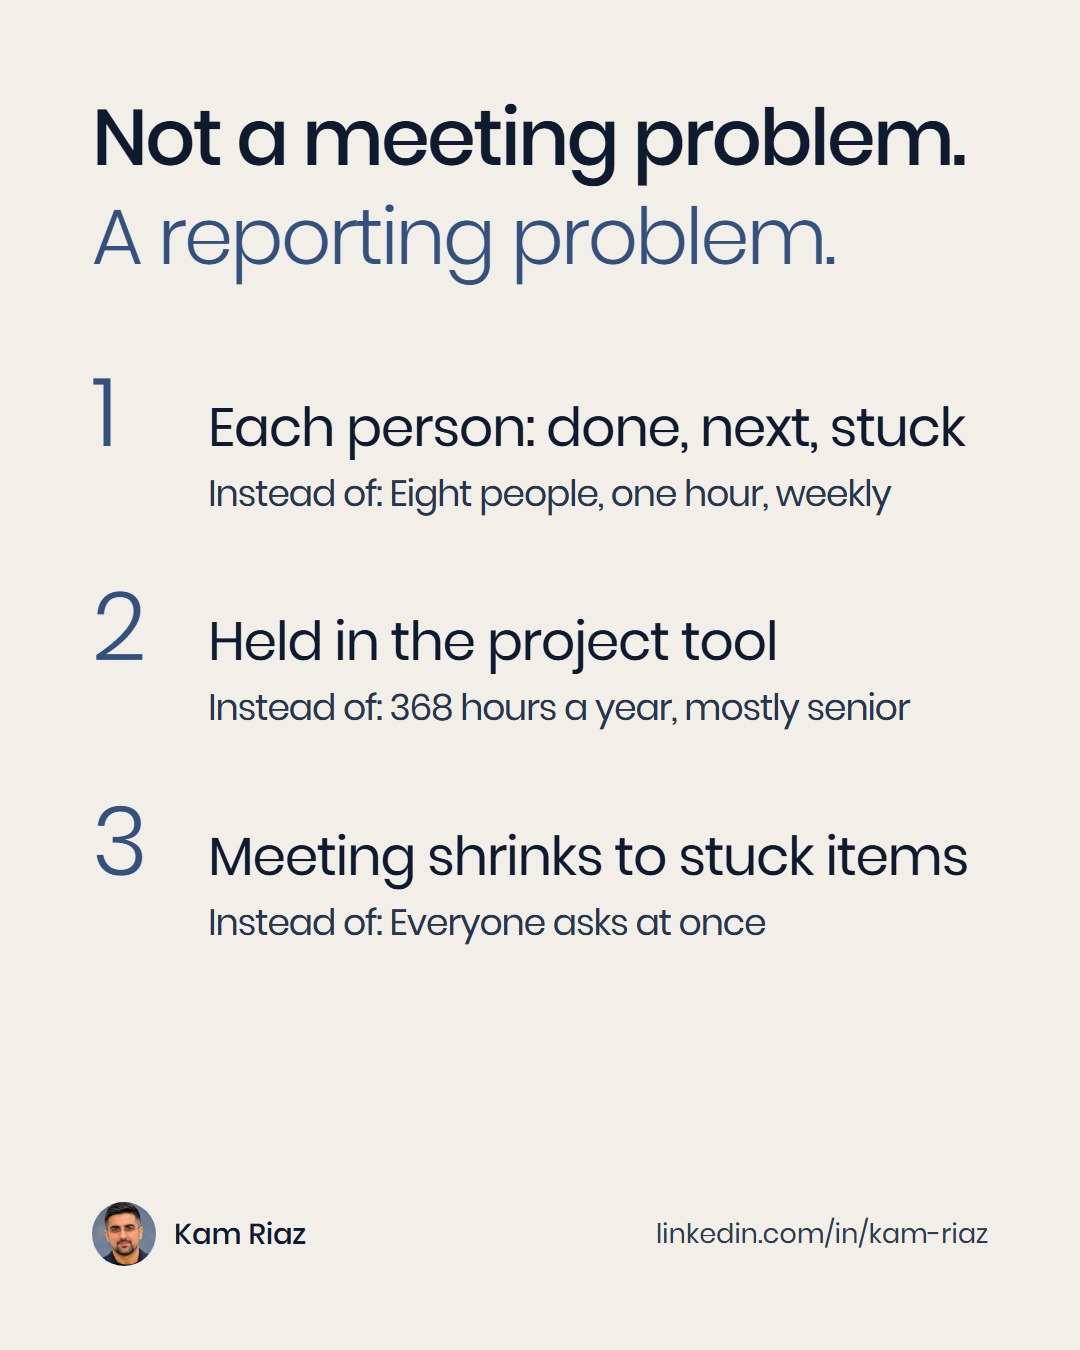 Not a meeting problem.
A reporting problem.
1
Each person: done, next, stuck
Instead of: Eight people, one hour, weekly
2
Held in the project tool
Instead of: 368 hours a year, mostly senior
3
Meeting shrinks to stuck items
Instead of: Everyone asks at once
Kam Riaz
linkedin.com/in/kam-riaz